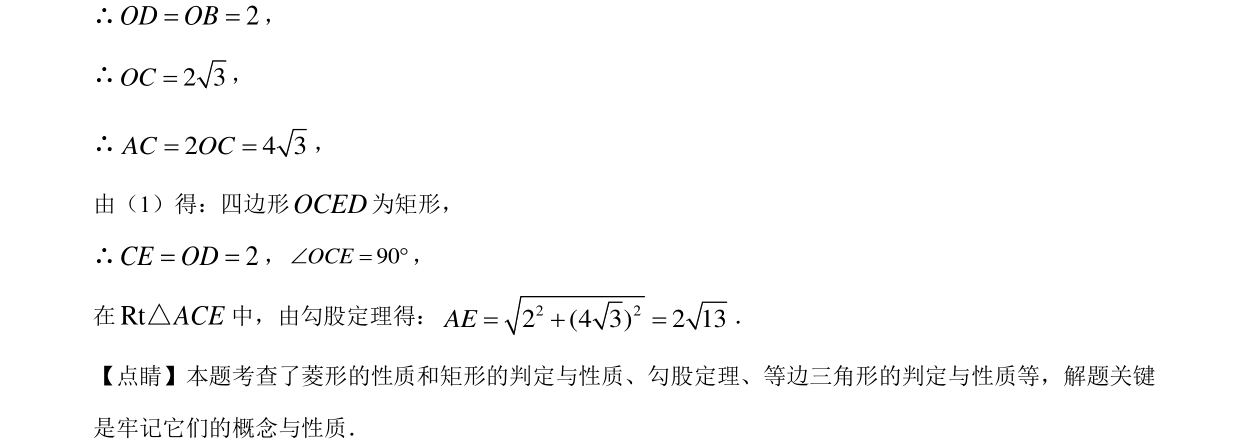 ∴OD=OB=2，
∴OC=2√3，
∴AC=2OC=4√3，
由（1）得：四边形OCED为矩形，
∴CE=OD=2，∠OCE=90°，
在Rt△ACE中，由勾股定理得：AE=√(2²+(4√3)²)=2√13．
【点睛】本题考查了菱形的性质和矩形的判定与性质、勾股定理、等边三角形的判定与性质等，解题关键
是牢记它们的概念与性质．